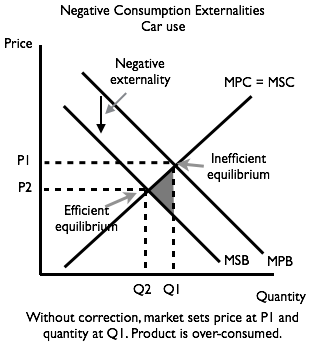 Negative Consumption Externalities
Car use
Price
Negative
externality
MPC = MSC
P1
Inefficient
equilibrium
P2
Efficient
equilibrium
MSB
MPB
Q2
Q1
Quantity
Without correction, market sets price at P1 and
quantity at Q1. Product is over-consumed.